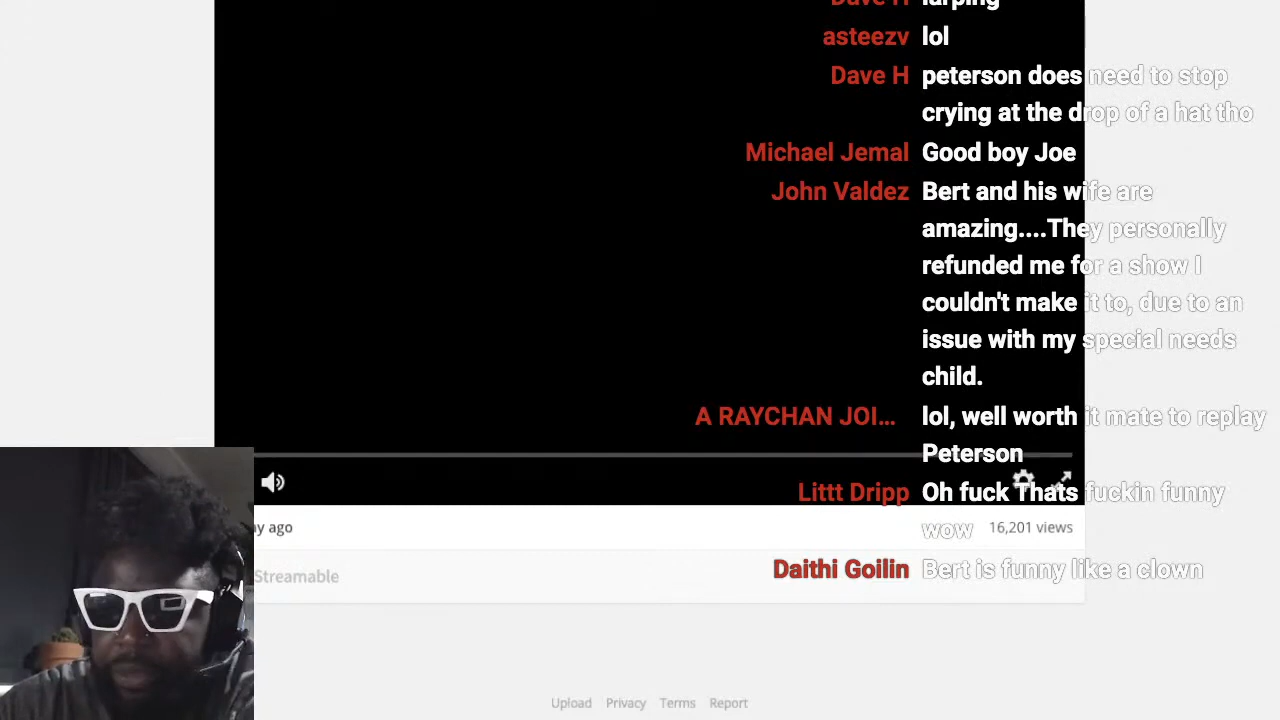 Dave H larping
asteezv lol
Dave H peterson does need to stop
crying at the drop of a hat tho
Michael Jemal Good boy Joe
John Valdez Bert and his wife are
amazing....They personally
refunded me for a show I
couldn't make it to, due to an
issue with my special needs
child.
A RAYCHAN JOI... lol, well worth it mate to replay
Peterson
Littt Dripp Oh fuck Thats fuckin funny
wow
ay ago
16,201 views
Streamable
Daithi Goilin Bert is funny like a clown
Upload Privacy Terms Report